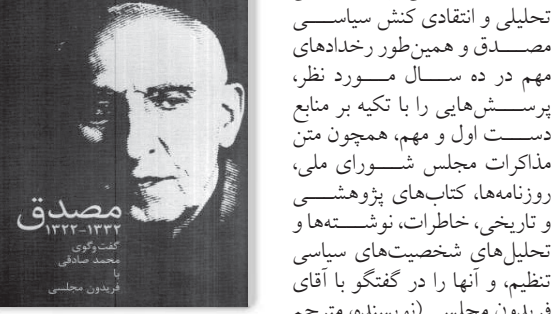 تحلیلی و انتقادی کنش سیاسی
مصدق و همین‌طور رخدادهای
مهم در ده سال مورد نظر،
پرسش‌هایی را با تکیه بر منابع
دست اول و مهم، همچون متن
مذاکرات مجلس شورای ملی،
روزنامه‌ها، کتاب‌های پژوهشی
و تاریخی، خاطرات، نوشته‌ها و
تحلیل‌های شخصیت‌های سیاسی
تنظیم، و آنها را در گفتگو با آقای
فریدون مجلسی (نویسنده، مترجم
مصدق
۱۳۲۲-۱۳۳۲
گفت‌وگوی
محمد صادقی
با
فریدون مجلسی